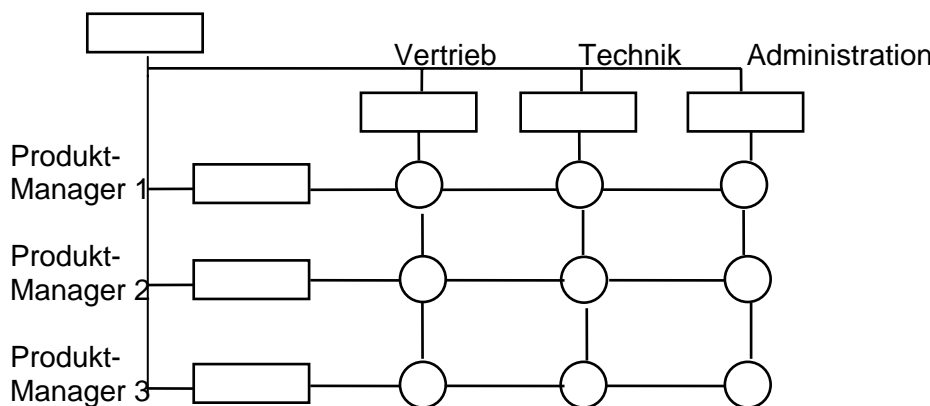 Vertrieb Technik Administration
Produkt-
Manager 1
Produkt-
Manager 2
Produkt-
Manager 3